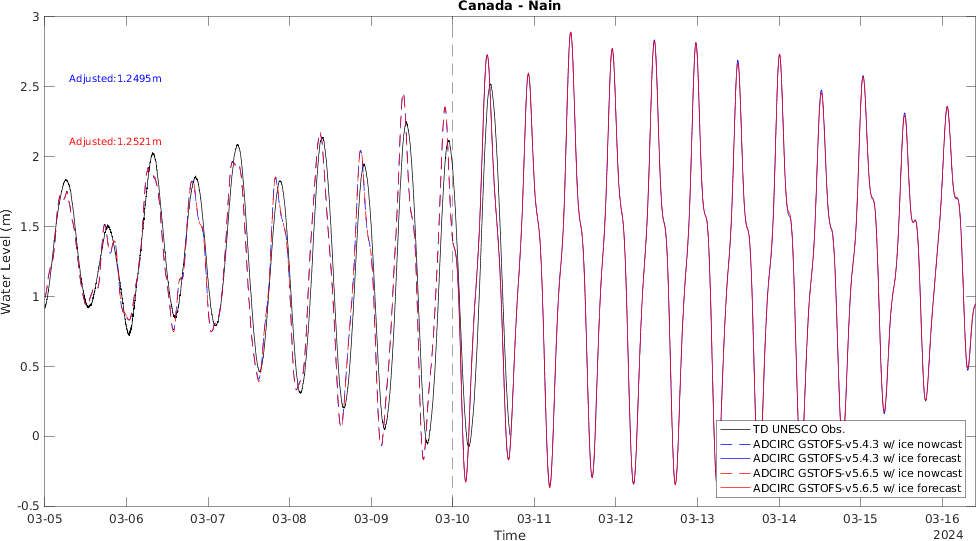 Canada - Nain
3
2.5
2
1.5
1
0.5
0
-0.5
Water Level (m)
Adjusted:1.2495m
Adjusted:1.2521m
TD UNESCO Obs.
ADCIRC GSTOFS-v5.4.3 w/ ice nowcast
ADCIRC GSTOFS-v5.4.3 w/ ice forecast
ADCIRC GSTOFS-v5.6.5 w/ ice nowcast
ADCIRC GSTOFS-v5.6.5 w/ ice forecast
03-05 03-06 03-07 03-08 03-09 03-10 03-11 03-12 03-13 03-14 03-15 03-16
Time
2024